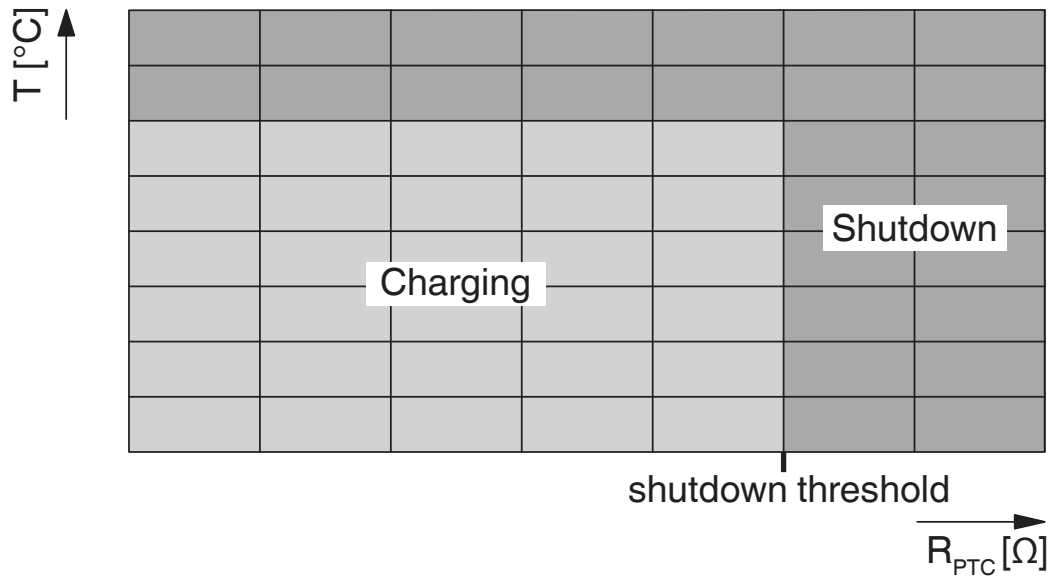 T [°C]
Shutdown
Charging
shutdown threshold
R_PTC [Ω]